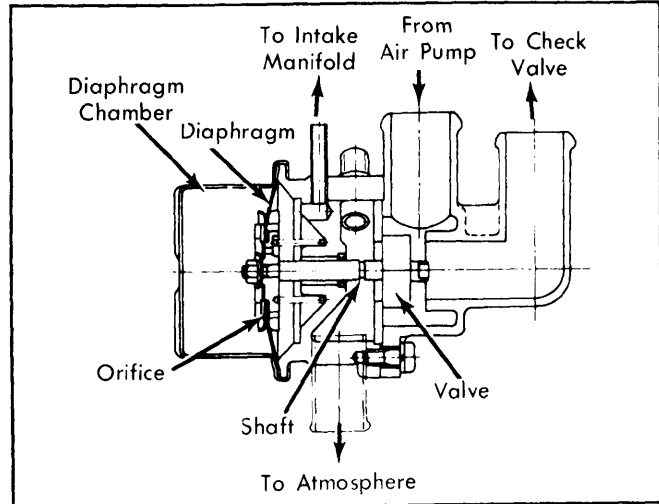 To Intake
Manifold
From
Air Pump
To Check
Valve
Diaphragm
Chamber
Diaphragm
Orifice
Shaft
Valve
To Atmosphere